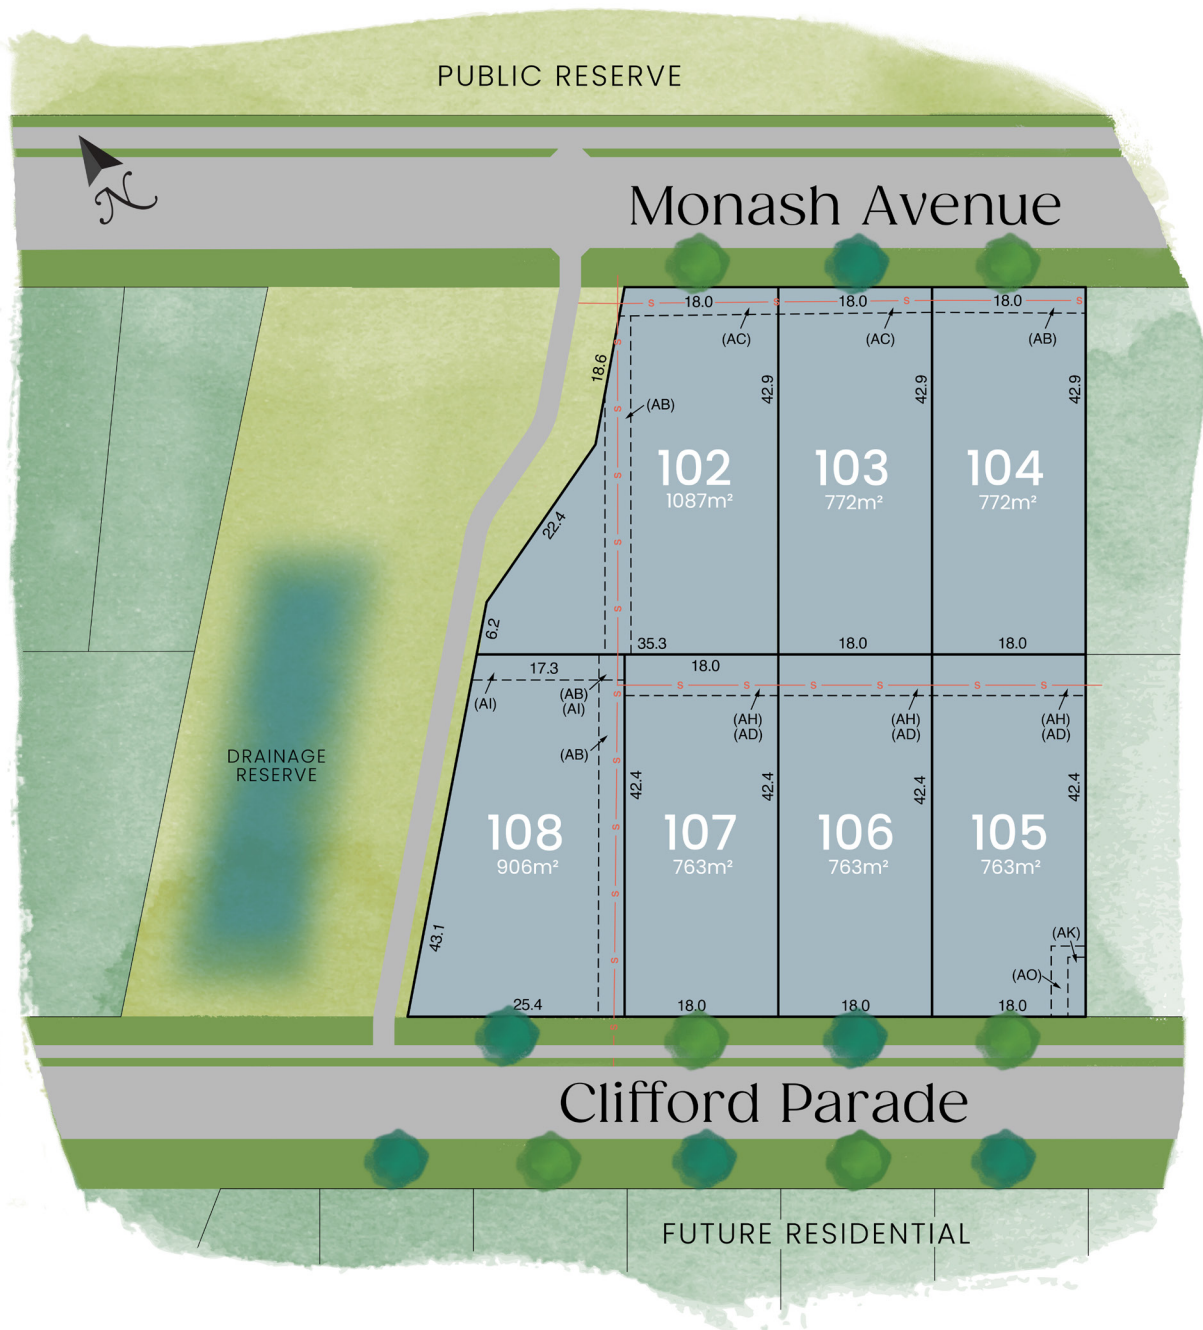 PUBLIC RESERVE
N
Monash Avenue
S 18.0 S 18.0 S 18.0 S
(AC) (AC) (AB)
S
18.6 42.9 42.9 42.9
S (AB)
102 103 104
1087m² 772m² 772m²
S
22.4 S
S
6.2 35.3 18.0 18.0
17.3 18.0
(AI) (AB) S S S S S S S
(AI) (AH) (AH) (AH)
(AD) (AD) (AD)
(AB) S
DRAINAGE
RESERVE
42.4 42.4 42.4 42.4
S
108 107 106 105
906m² 763m² 763m² 763m²
S
43.1 (AK)
S (AO)
25.4 18.0 18.0 18.0
S
Clifford Parade
FUTURE RESIDENTIAL